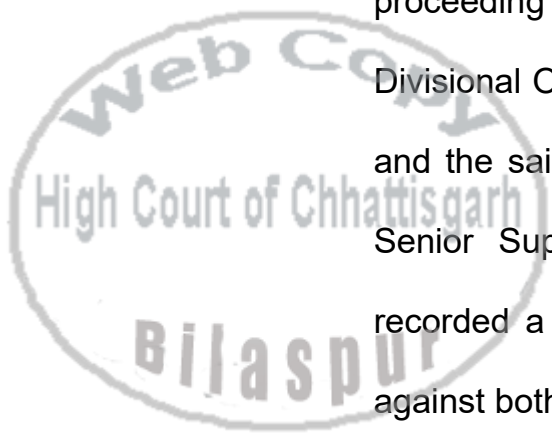 proceeding
Web Copy
Divisional
and the sai
High Court of Chhattisgarh
Senior Sup
recorded a
Bilaspur
against both